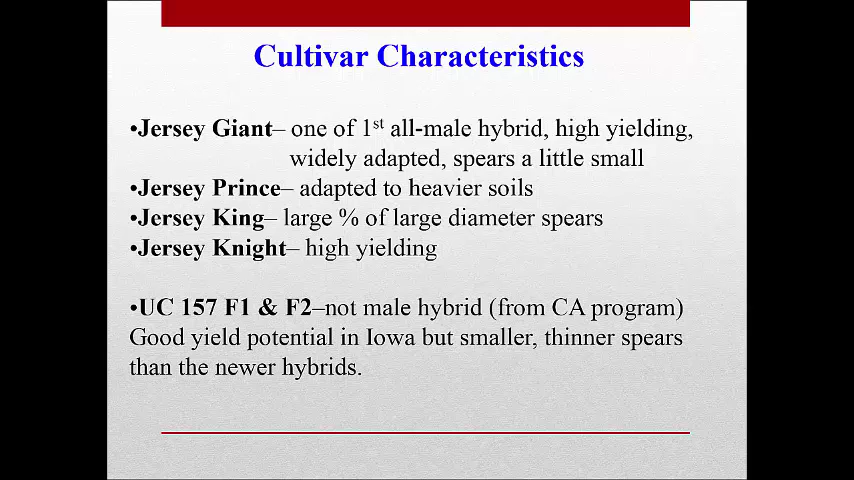 Cultivar Characteristics
•Jersey Giant– one of 1st all-male hybrid, high yielding,
widely adapted, spears a little small
•Jersey Prince– adapted to heavier soils
•Jersey King– large % of large diameter spears
•Jersey Knight– high yielding
•UC 157 F1 & F2–not male hybrid (from CA program)
Good yield potential in Iowa but smaller, thinner spears
than the newer hybrids.